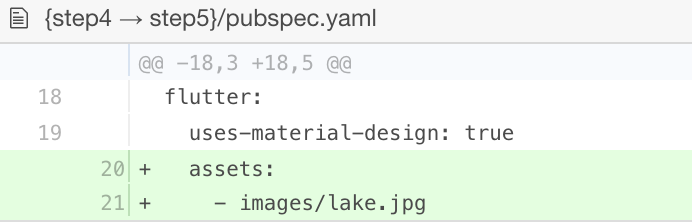 {step4 → step5}/pubspec.yaml
@@ -18,3 +18,5 @@
18 flutter:
19 uses-material-design: true
20 + assets:
21 + - images/lake.jpg